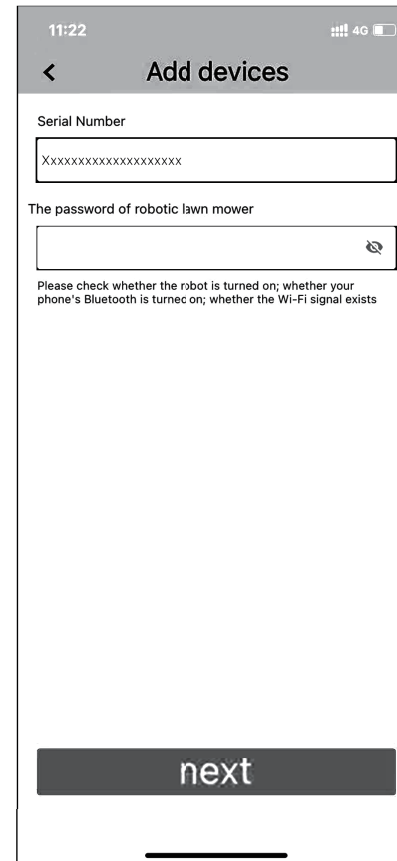 11:22
4G
Add devices
Serial Number
Xxxxxxxxxxxxxxxxxxxx
The password of robotic lawn mower
Please check whether the robot is turned on; whether your
phone's Bluetooth is turned on; whether the Wi-Fi signal exists
next